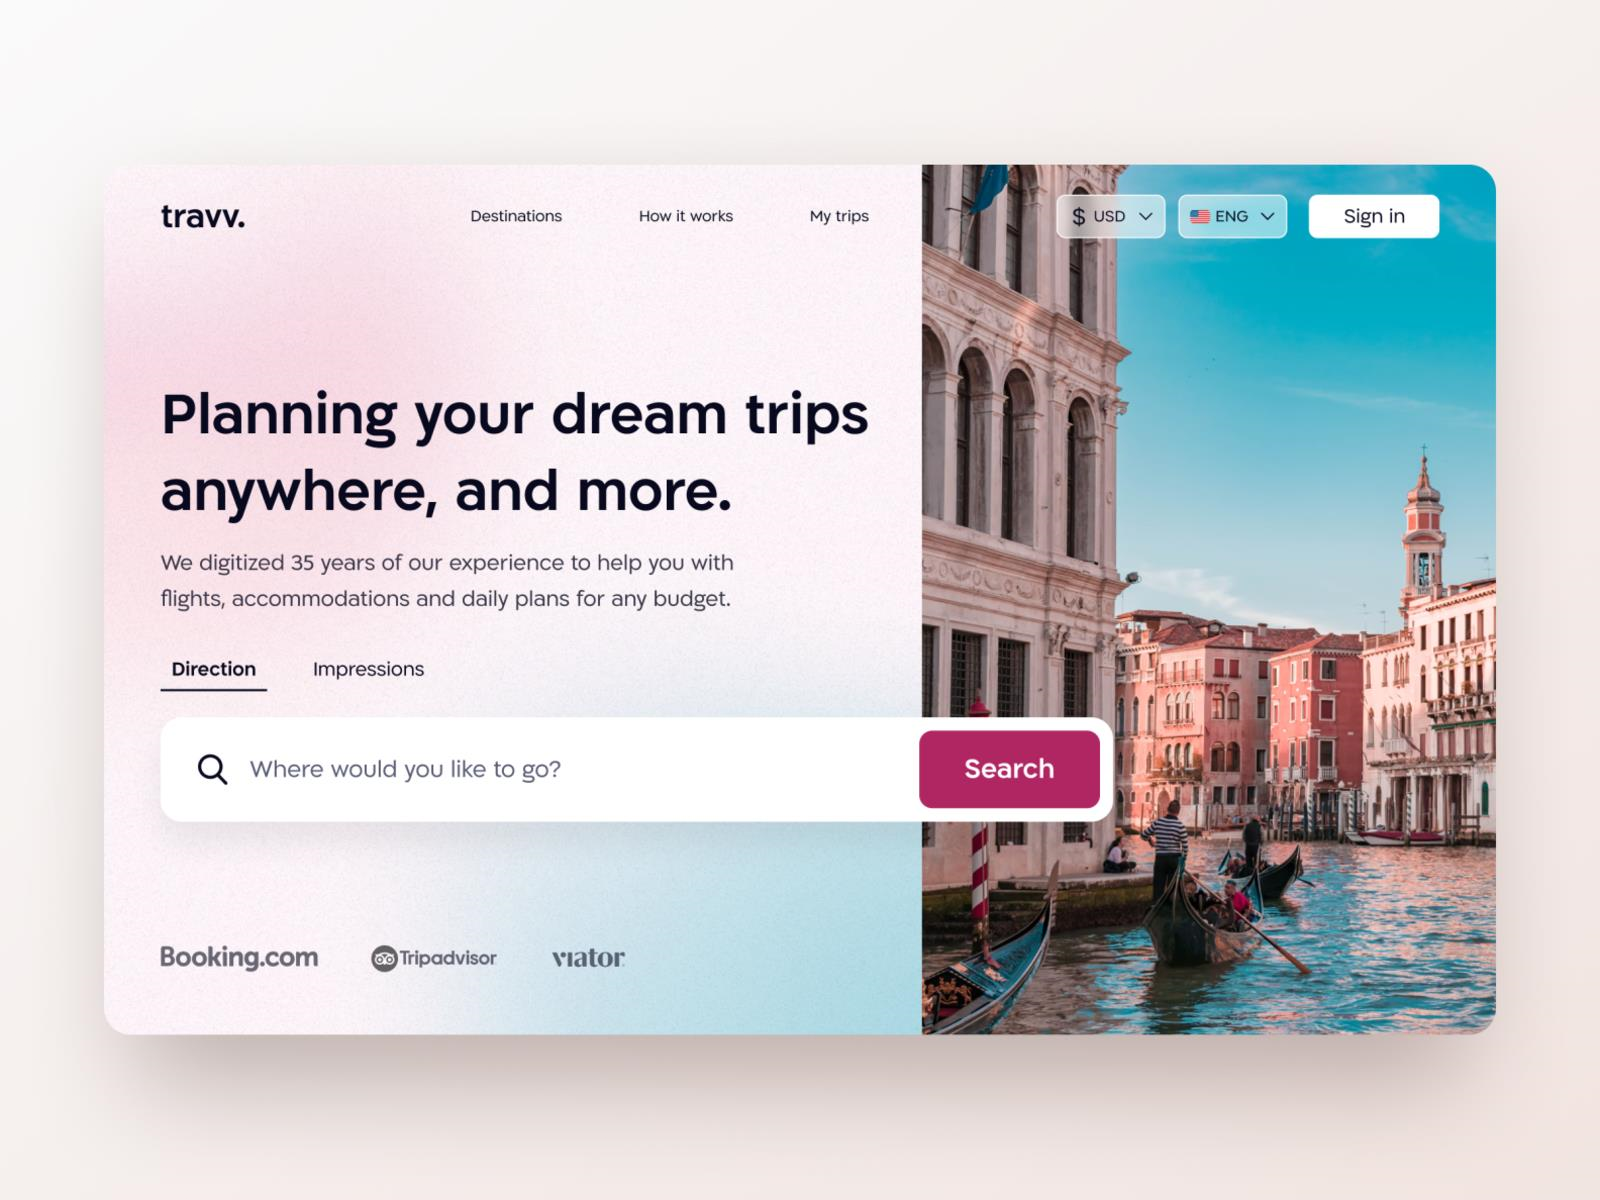 travv.
Destinations
How it works
My trips
$ USD
ENG
Sign in
Planning your dream trips
anywhere, and more.
We digitized 35 years of our experience to help you with
flights, accommodations and daily plans for any budget.
Direction
Impressions
Where would you like to go?
Search
Booking.com
Tripadvisor
viator